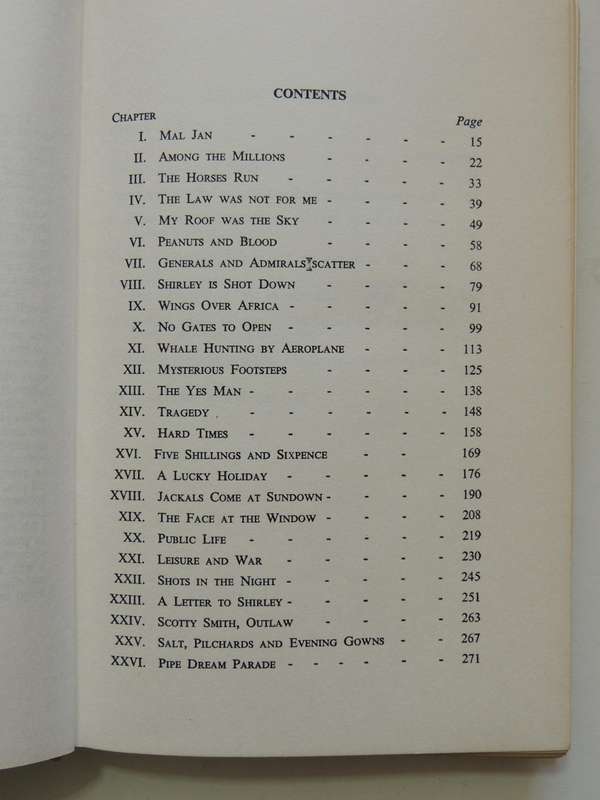 CONTENTS
CHAPTER Page
I. MAL JAN - - - - - - 15
II. AMONG THE MILLIONS - - - - 22
III. THE HORSES RUN - - - - - 33
IV. THE LAW WAS NOT FOR ME - - - - 39
V. MY ROOF WAS THE SKY - - - - 49
VI. PEANUTS AND BLOOD - - - - 58
VII. GENERALS AND ADMIRALS SCATTER - - - 68
VIII. SHIRLEY IS SHOT DOWN - - - - 79
IX. WINGS OVER AFRICA - - - - - 91
X. NO GATES TO OPEN - - - - - 99
XI. WHALE HUNTING BY AEROPLANE - - - 113
XII. MYSTERIOUS FOOTSTEPS - - - - 125
XIII. THE YES MAN - - - - - - 138
XIV. TRAGEDY - - - - - - 148
XV. HARD TIMES - - - - - - 158
XVI. FIVE SHILLINGS AND SIXPENCE - - 169
XVII. A LUCKY HOLIDAY - - - - - 176
XVIII. JACKALS COME AT SUNDOWN - - - - 190
XIX. THE FACE AT THE WINDOW - - - - 208
XX. PUBLIC LIFE - - - - - - 219
XXI. LEISURE AND WAR - - - - - 230
XXII. SHOTS IN THE NIGHT - - - - - 245
XXIII. A LETTER TO SHIRLEY - - - - - 251
XXIV. SCOTTY SMITH, OUTLAW - - - - 263
XXV. SALT, PILCHARDS AND EVENING GOWNS - - 267
XXVI. PIPE DREAM PARADE - - - - - - 271